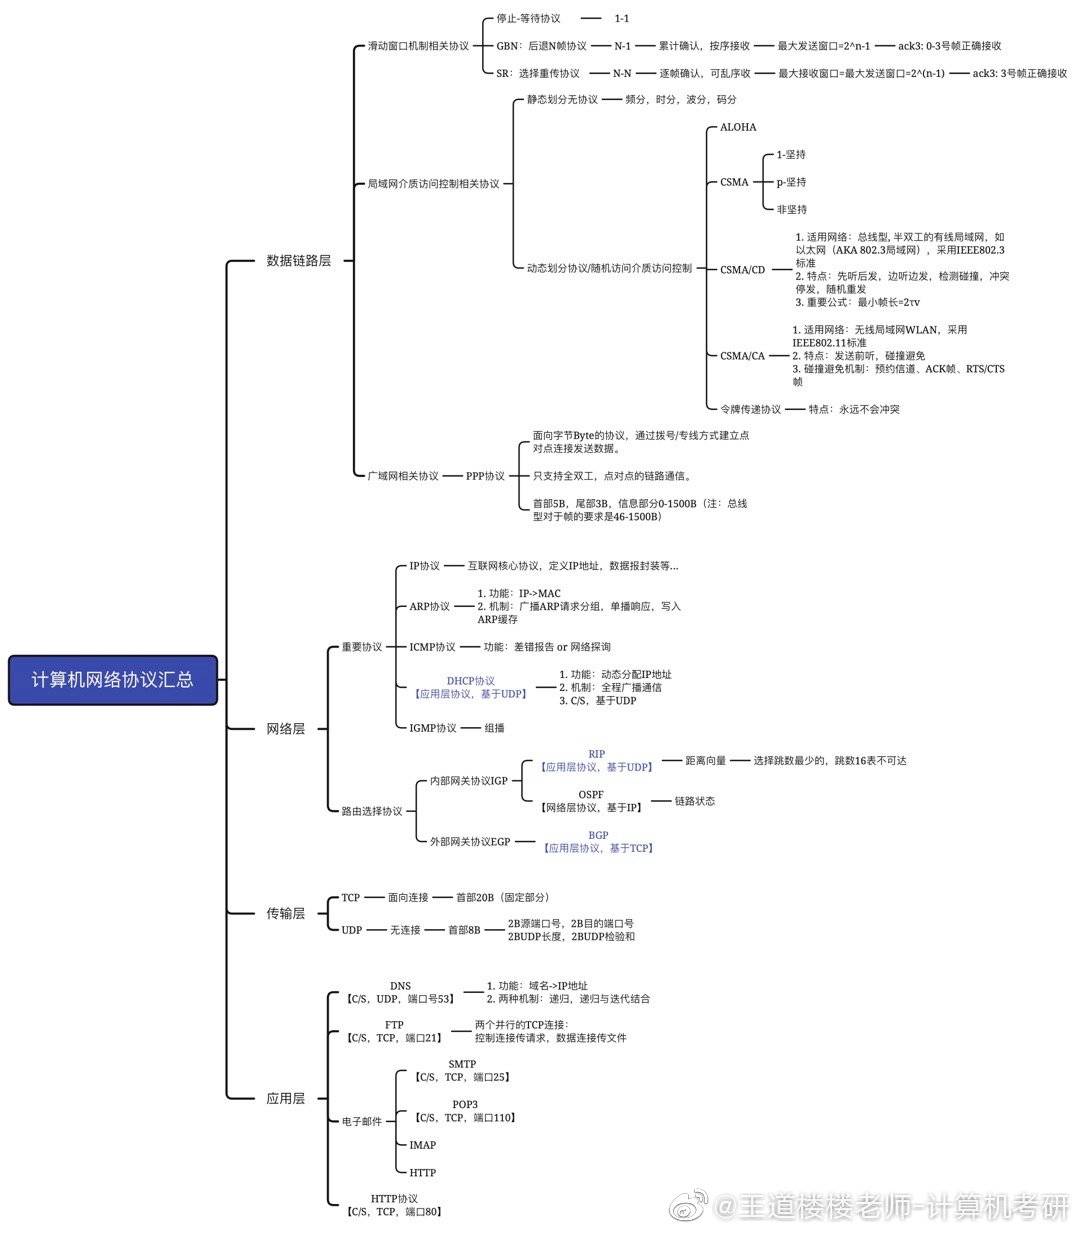 计算机网络协议汇总
数据链路层
滑动窗口机制相关协议
停止-等待协议
1-1
GBN：后退N帧协议
N-1
累计确认，按序接收
最大发送窗口=2^n-1
ack3: 0-3号帧正确接收
SR：选择重传协议
N-N
逐帧确认，可乱序收
最大接收窗口=最大发送窗口=2^(n-1)
ack3: 3号帧正确接收
局域网介质访问控制相关协议
静态划分无协议
频分，时分，波分，码分
动态划分协议/随机访问介质访问控制
ALOHA
CSMA
1-坚持
p-坚持
非坚持
CSMA/CD
1. 适用网络：总线型, 半双工的有线局域网，如
以太网（AKA 802.3局域网），采用IEEE802.3
标准
2. 特点：先听后发，边听边发，检测碰撞，冲突
停发，随机重发
3. 重要公式：最小帧长=2τv
CSMA/CA
1. 适用网络：无线局域网WLAN，采用
IEEE802.11标准
2. 特点：发送前听，碰撞避免
3. 碰撞避免机制：预约信道、ACK帧、RTS/CTS
帧
令牌传递协议
特点：永远不会冲突
广域网相关协议
PPP协议
面向字节Byte的协议，通过拨号/专线方式建立点
对点连接发送数据。
只支持全双工，点对点的链路通信。
首部5B，尾部3B，信息部分0-1500B（注：总线
型对于帧的要求是46-1500B）
网络层
重要协议
IP协议
互联网核心协议，定义IP地址，数据报封装等...
ARP协议
1. 功能：IP->MAC
2. 机制：广播ARP请求分组，单播响应，写入
ARP缓存
ICMP协议
功能：差错报告 or 网络探询
DHCP协议
【应用层协议，基于UDP】
1. 功能：动态分配IP地址
2. 机制：全程广播通信
3. C/S，基于UDP
IGMP协议
组播
路由选择协议
内部网关协议IGP
RIP
【应用层协议，基于UDP】
距离向量
选择跳数最少的，跳数16表不可达
OSPF
【网络层协议，基于IP】
链路状态
外部网关协议EGP
BGP
【应用层协议，基于TCP】
传输层
TCP
面向连接
首部20B（固定部分）
UDP
无连接
首部8B
2B源端口号，2B目的端口号
2BUDP长度，2BUDP检验和
应用层
DNS
【C/S，UDP，端口号53】
1. 功能：域名->IP地址
2. 两种机制：递归，递归与迭代结合
FTP
【C/S，TCP，端口21】
两个并行的TCP连接：
控制连接传请求，数据连接传文件
电子邮件
SMTP
【C/S，TCP，端口25】
POP3
【C/S，TCP，端口110】
IMAP
HTTP
HTTP协议
【C/S，TCP，端口80】
@王道楼楼老师-计算机考研